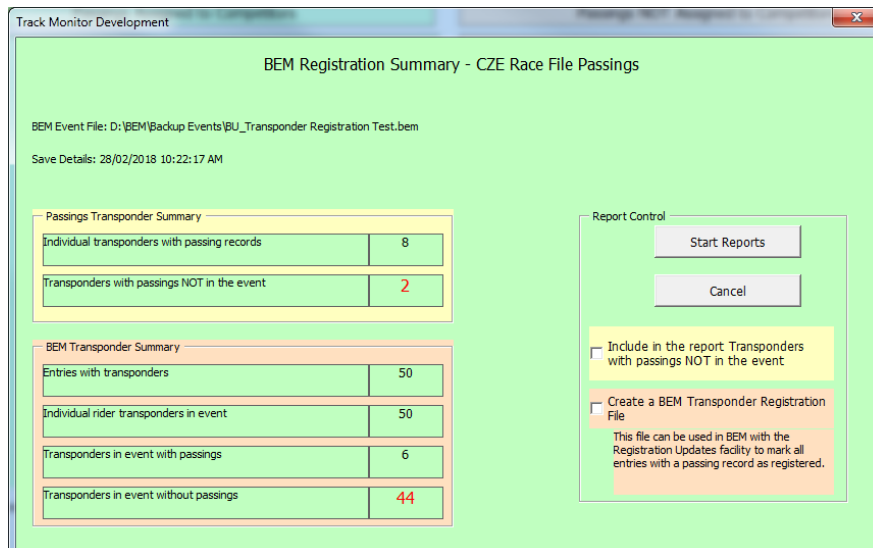 Track Monitor Development
BEM Registration Summary - CZE Race File Passings
BEM Event File: D:\BEM\Backup Events\BU_Transponder Registration Test.bem
Save Details: 28/02/2018 10:22:17 AM
Passings Transponder Summary
Individual transponders with passing records 8
Transponders with passings NOT in the event 2
BEM Transponder Summary
Entries with transponders 50
Individual rider transponders in event 50
Transponders in event with passings 6
Transponders in event without passings 44
Report Control
Start Reports
Cancel
Include in the report Transponders
with passings NOT in the event
Create a BEM Transponder Registration
File
This file can be used in BEM with the
Registration Updates facility to mark all
entries with a passing record as registered.